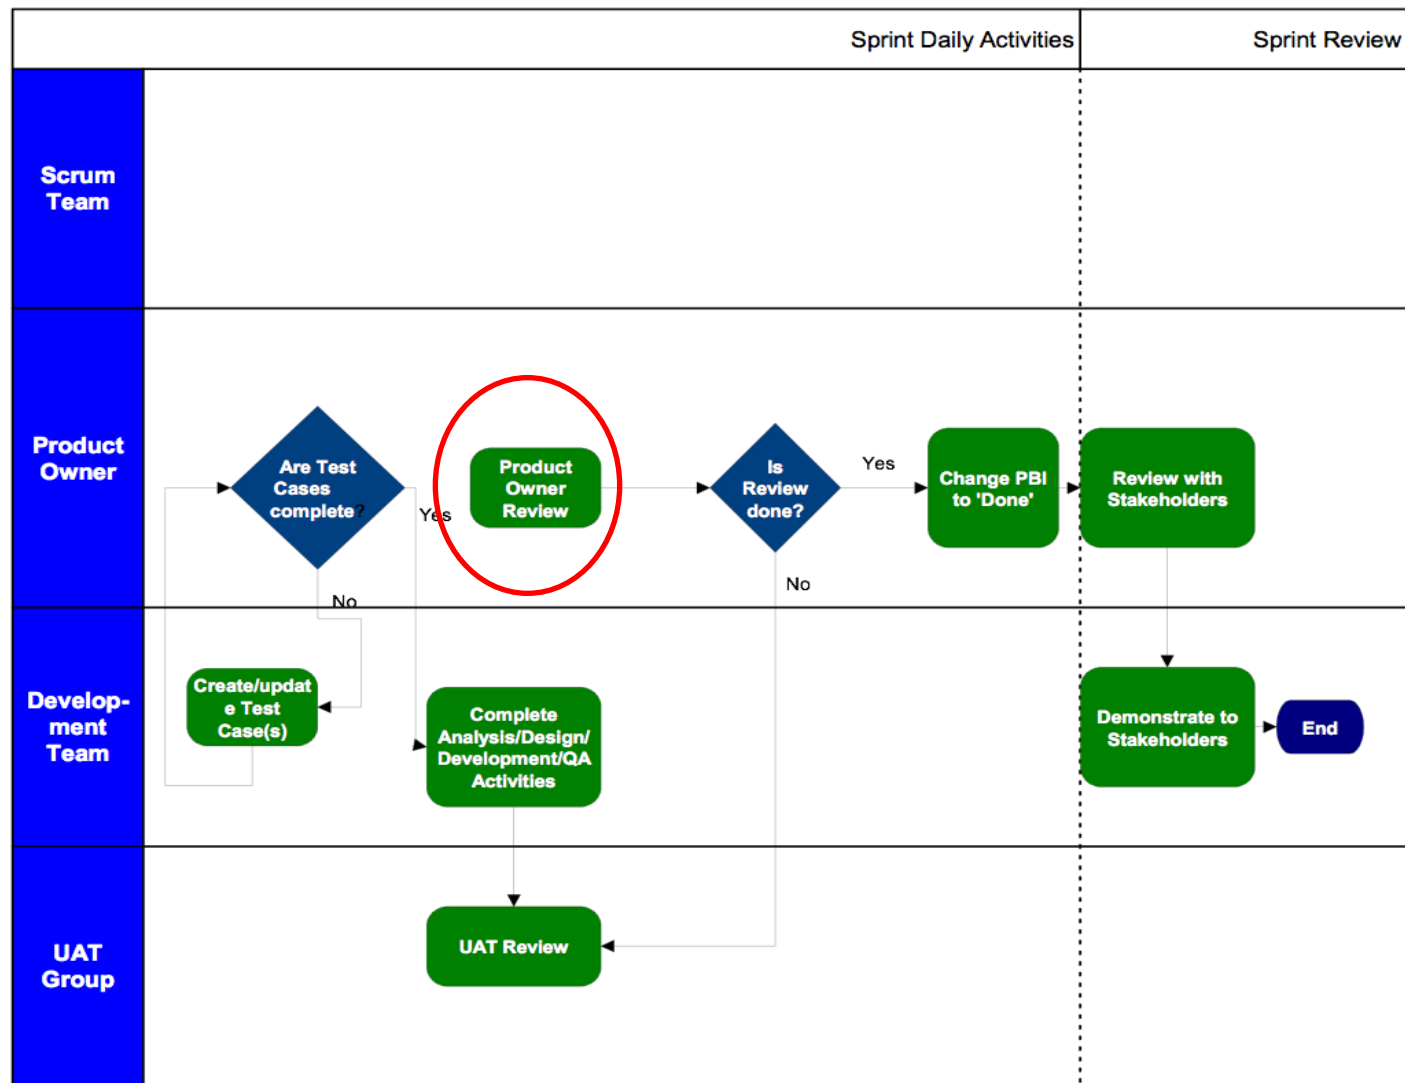 Sprint Daily Activities
Sprint Review
Scrum
Team
Product
Owner
Are Test
Cases
complete?
Yes
No
Product
Owner
Review
Is
Review
done?
Yes
No
Change PBI
to 'Done'
Review with
Stakeholders
Develop-
ment
Team
Create/updat
e Test
Case(s)
Complete
Analysis/Design/
Development/QA
Activities
Demonstrate to
Stakeholders
End
UAT
Group
UAT Review